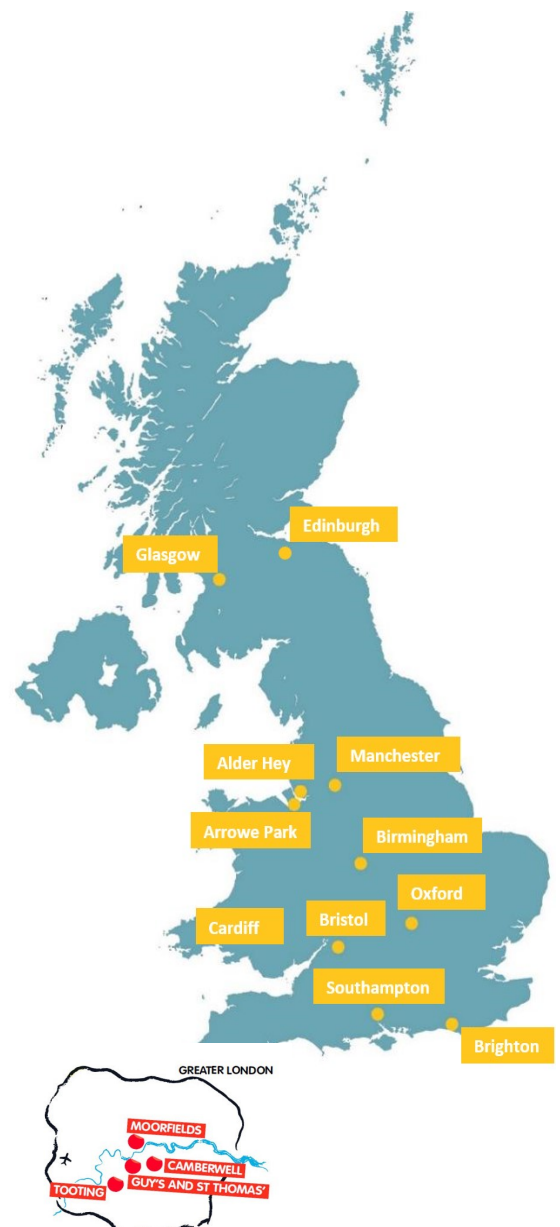 Edinburgh
Glasgow
Alder Hey
Manchester
Arrowe Park
Birmingham
Oxford
Cardiff
Bristol
Southampton
Brighton
GREATER LONDON
MOORFIELDS
CAMBERWELL
GUY'S AND ST THOMAS'
TOOTING